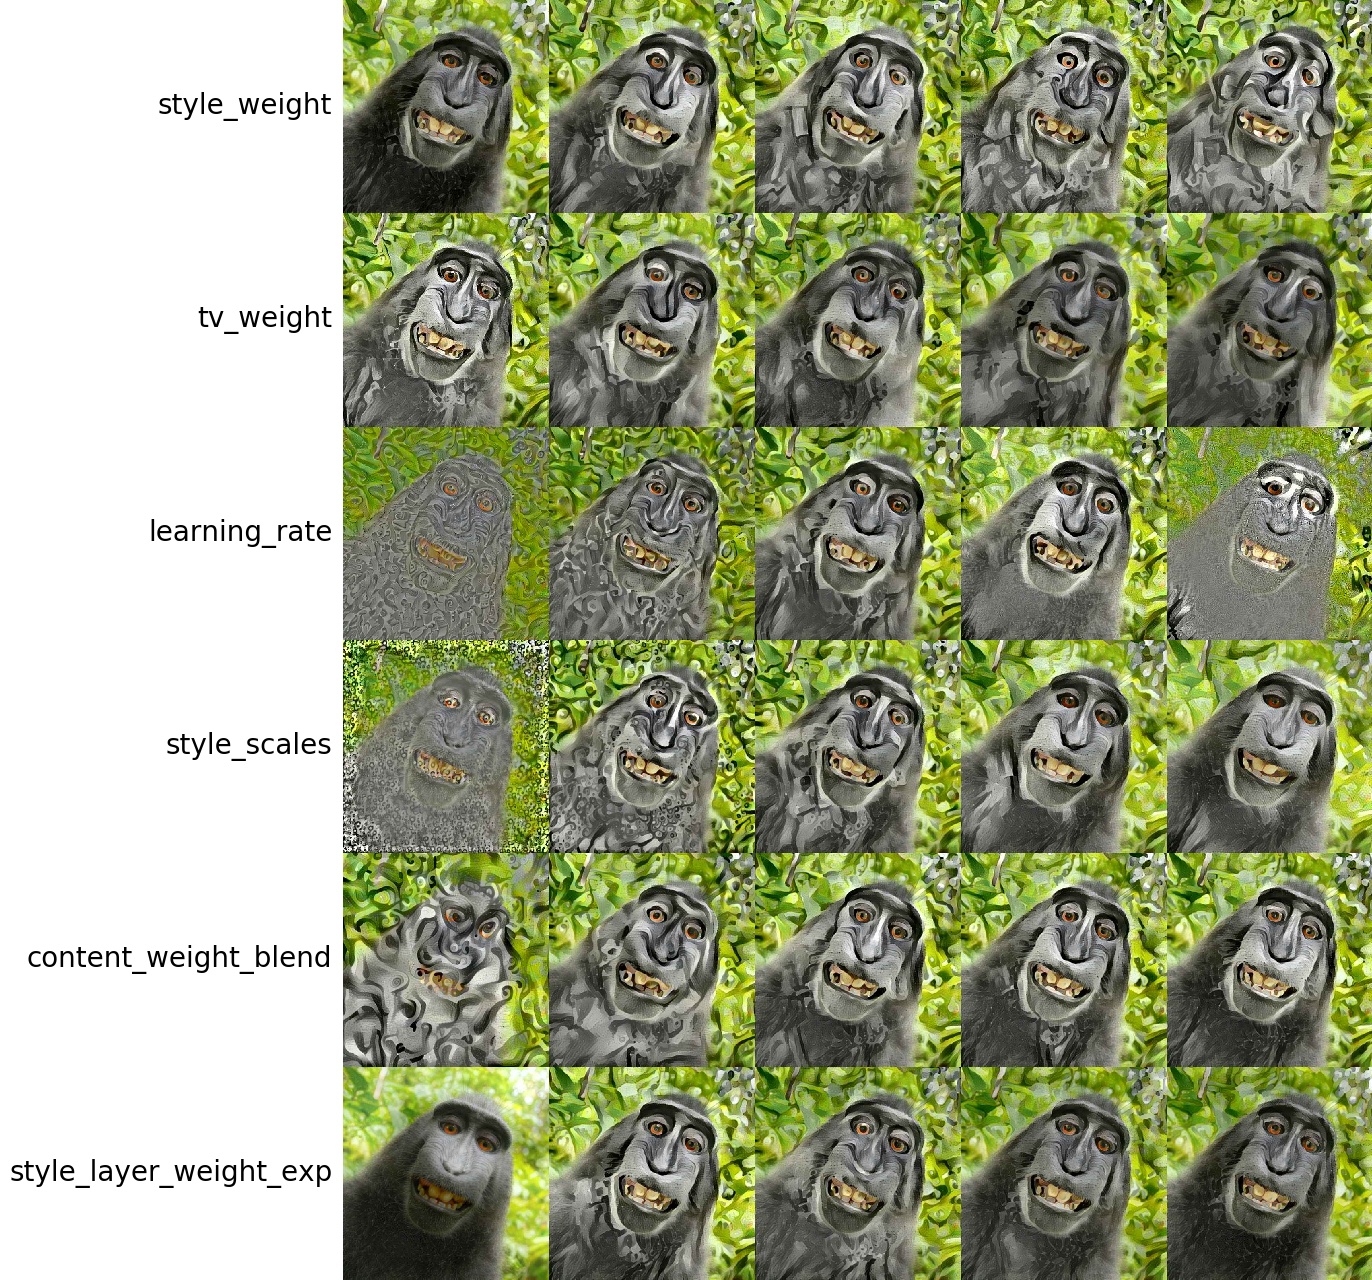 style_weight
tv_weight
learning_rate
style_scales
content_weight_blend
style_layer_weight_exp